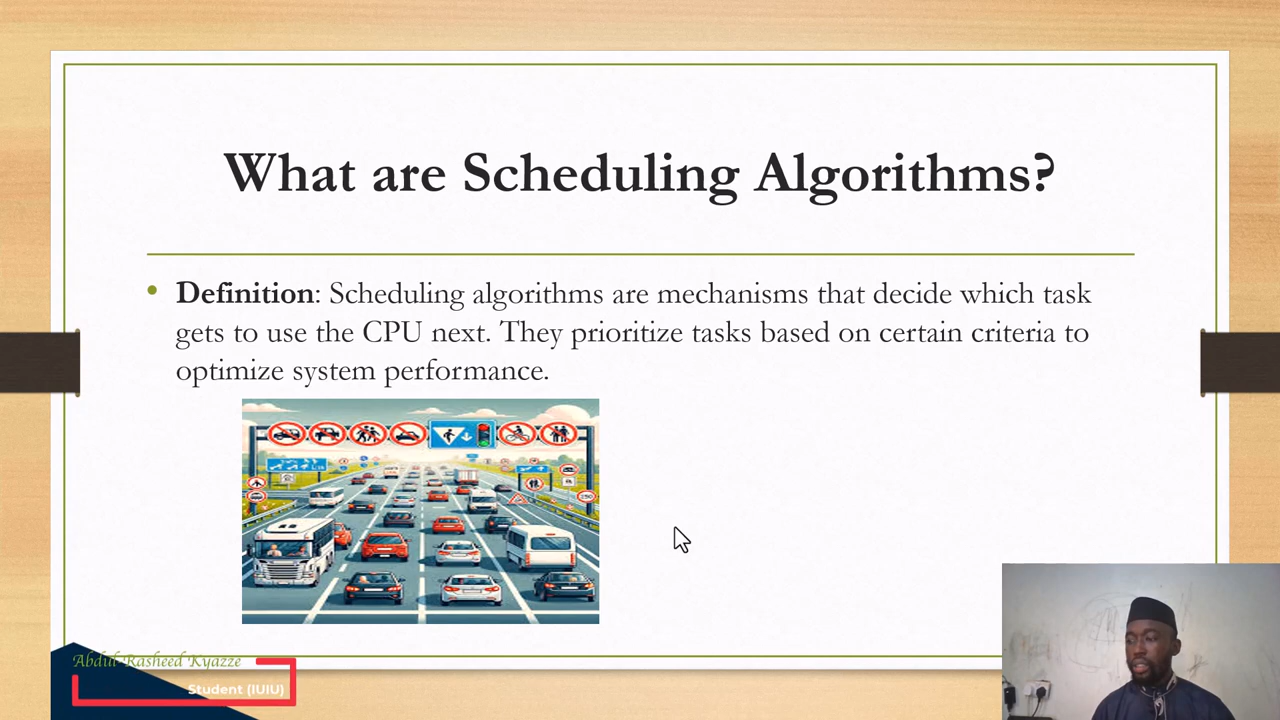 What are Scheduling Algorithms?
• Definition: Scheduling algorithms are mechanisms that decide which task
gets to use the CPU next. They prioritize tasks based on certain criteria to
optimize system performance.
Abdul-Rasheed Kyazze
Student (IUIU)